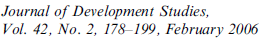 Journal of Development Studies,
Vol. 42, No. 2, 178–199, February 2006